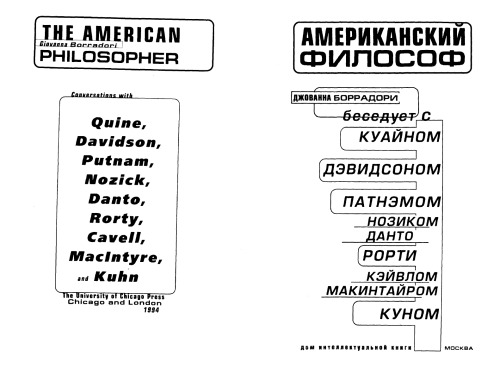 THE AMERICAN
Giovanna Borradori
PHILOSOPHER
Conversations with
Quine,
Davidson,
Putnam,
Nozick,
Danto,
Rorty,
Cavell,
MacIntyre,
and Kuhn
The University of Chicago Press
Chicago and London
1994
АМЕРИКАНСКИЙ
ФИЛОСОФ
ДЖОВАННА БОРРАДОРИ
беседует с
КУАЙНОМ
ДЭВИДСОНОМ
ПАТНЭМОМ
НОЗИКОМ
ДАНТО
РОРТИ
КЭЙВЛОМ
МАКИНТАЙРОМ
КУНОМ
дом интеллектуальной книги МОСКВА